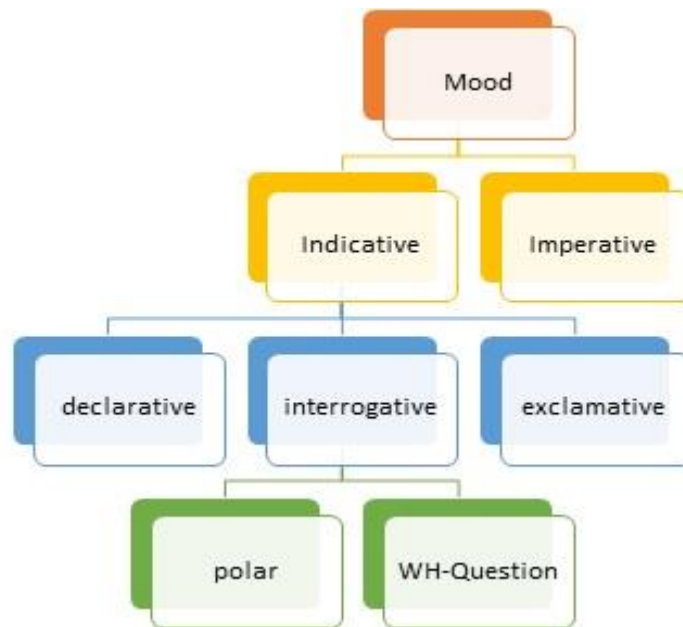 Mood
Indicative
Imperative
declarative
interrogative
exclamative
polar
WH-Question